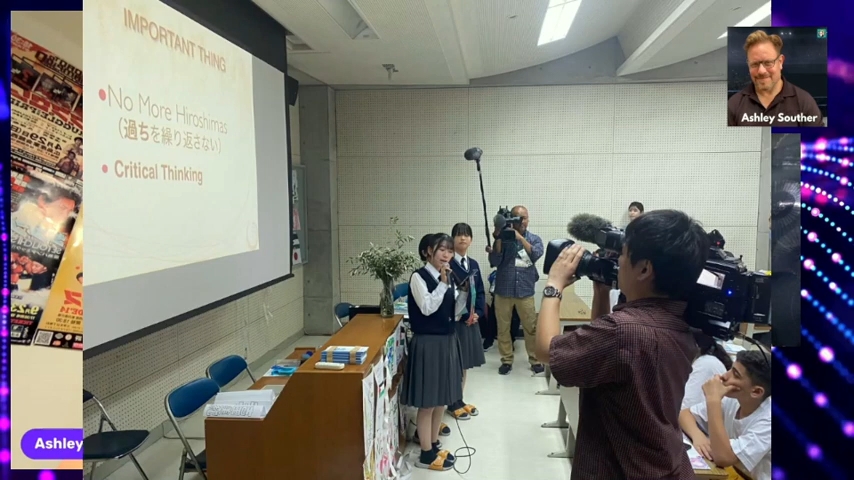 IMPORTANT THING
No More Hiroshimas
(過ちを繰り返さない)
Critical Thinking
Ashley Souther
Ashley